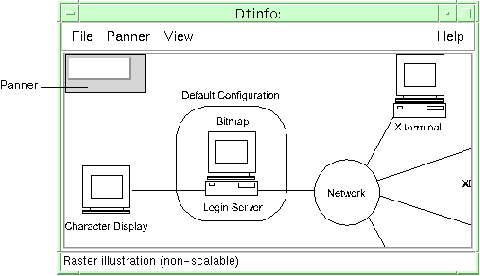 Dtinfo:
File Panner View Help
Panner
Default Configuration
Bitmap
X terminal
Network
Login Server
Character Display
Raster illustration (non-scalable)